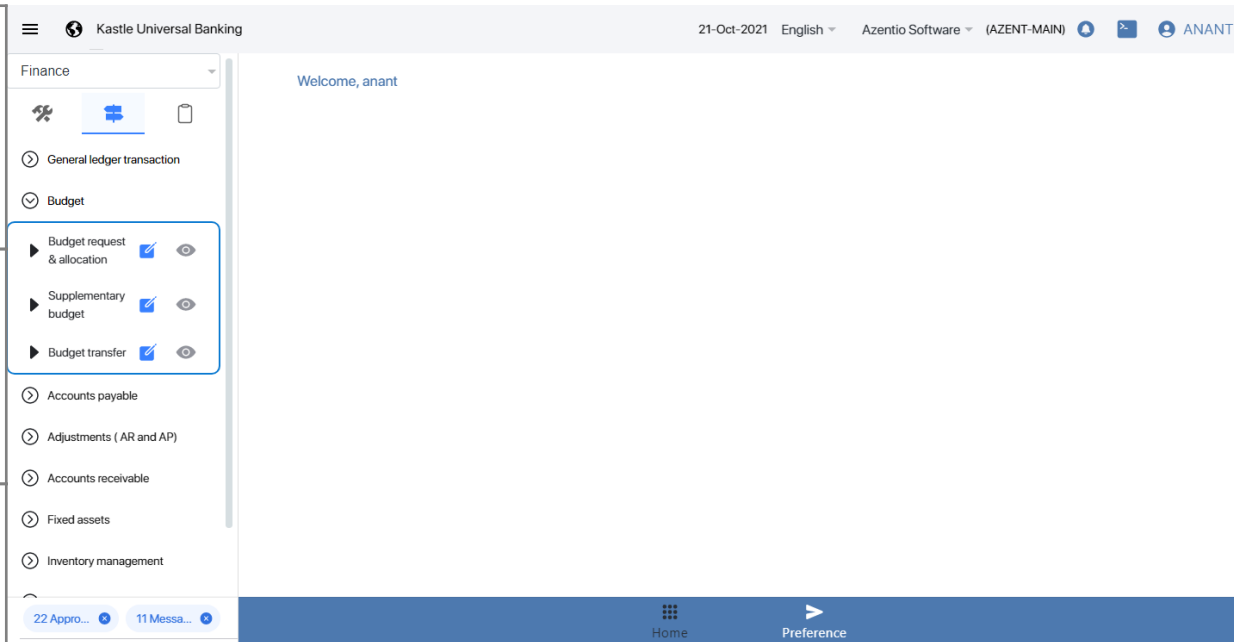 Kastle Universal Banking
21-Oct-2021 English Azentio Software (AZENT-MAIN) ANANT
Finance
Welcome, anant
General ledger transaction
Budget
Budget request
& allocation
Supplementary
budget
Budget transfer
Accounts payable
Adjustments ( AR and AP)
Accounts receivable
Fixed assets
Inventory management
22 Appro... 11 Messa...
Home Preference